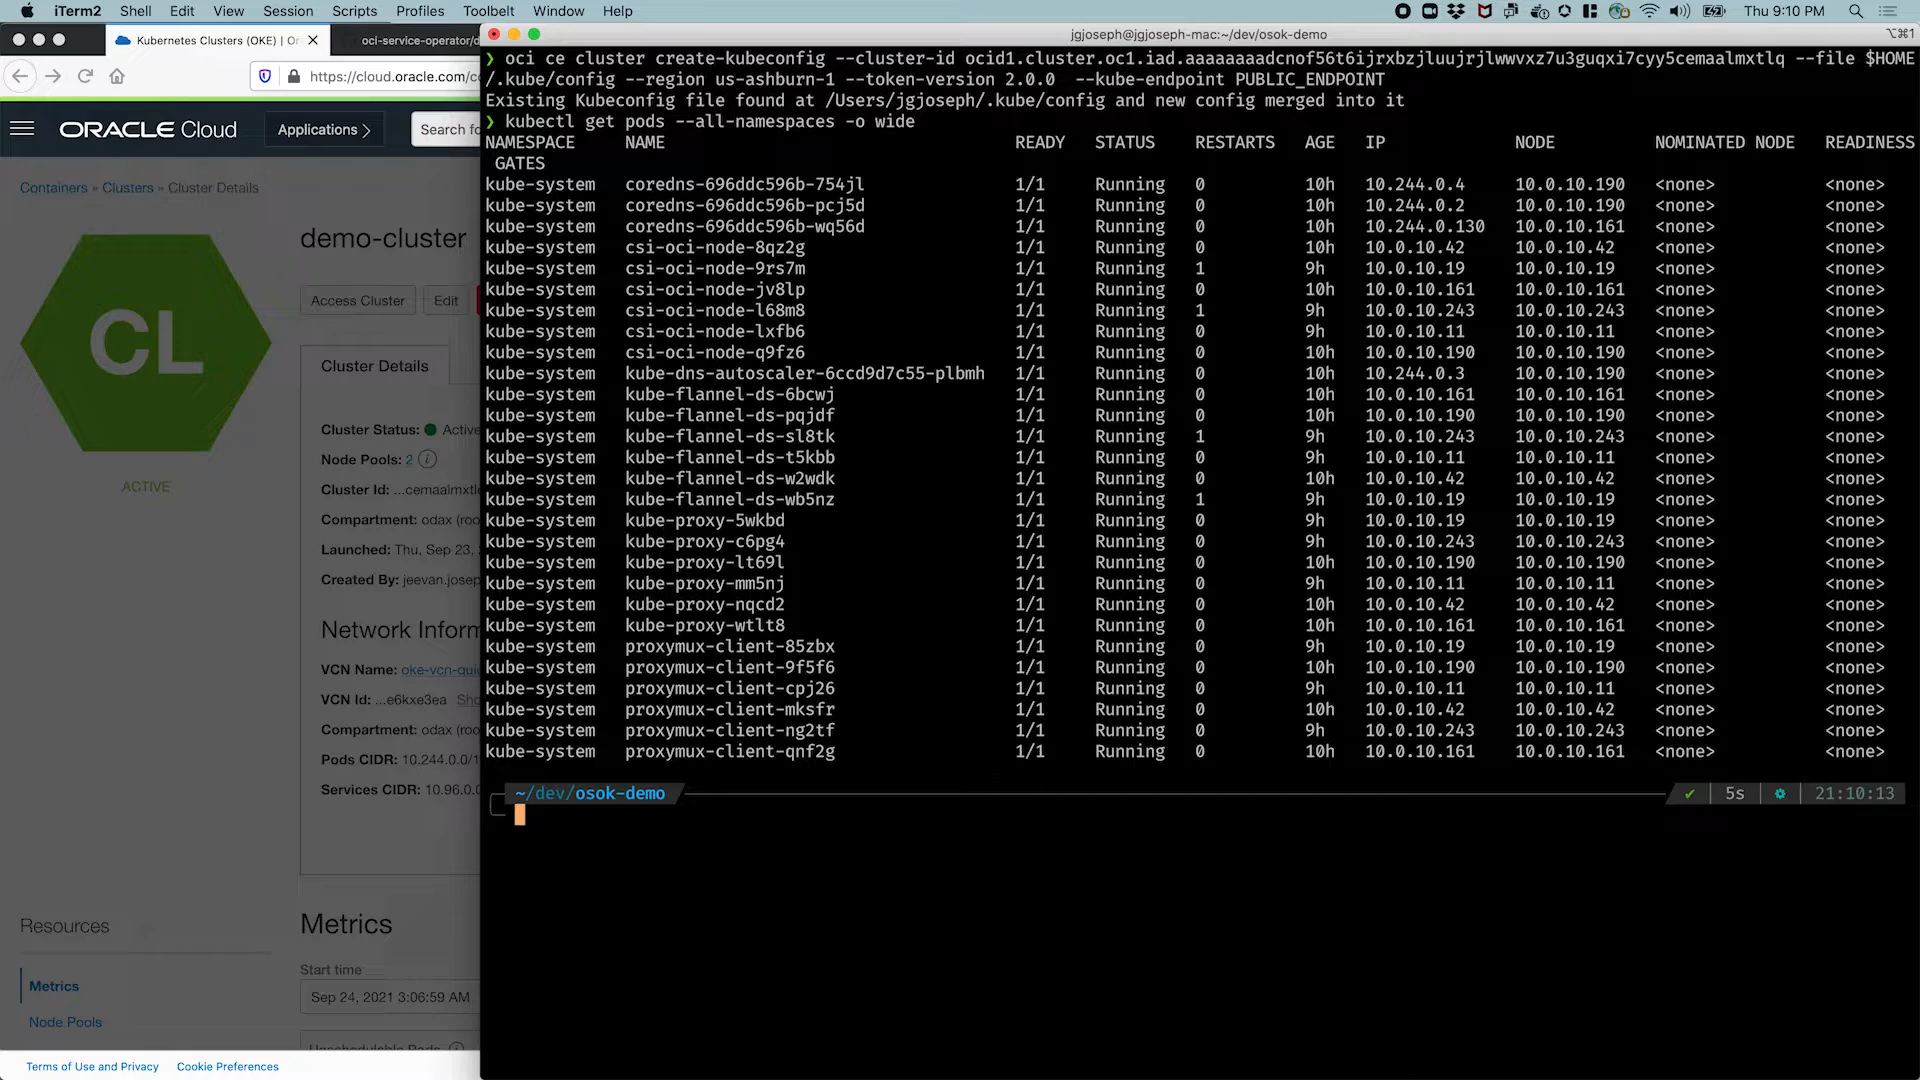 iTerm2 Shell Edit View Session Scripts Profiles Toolbelt Window Help
Thu 9:10 PM
Kubernetes Clusters (OKE) | Or
oci-service-operator/d
https://cloud.oracle.com/c
ORACLE Cloud
Applications
Search fo
Containers » Clusters » Cluster Details
CL
ACTIVE
demo-cluster
Access Cluster
Edit
Cluster Details
Cluster Status: Active
Node Pools: 2
Cluster Id: ...cemaalmxtl
Compartment: odax (roo
Launched: Thu, Sep 23,
Created By: jeevan.josep
Network Inform
VCN Name: oke-vcn-qui
VCN Id: ...e6kxe3ea Sho
Compartment: odax (roo
Pods CIDR: 10.244.0.0/1
Services CIDR: 10.96.0.0
Resources
Metrics
Node Pools
Metrics
Start time
Sep 24, 2021 3:06:59 AM
Terms of Use and Privacy Cookie Preferences
jgjoseph@jgjoseph-mac:~/dev/osok-demo
⌥⌘1
❯ oci ce cluster create-kubeconfig --cluster-id ocid1.cluster.oc1.iad.aaaaaaaadcnof56t6ijrxbzjluujrjlwwvxz7u3guqxi7cyy5cemaalmxtlq --file $HOME
/.kube/config --region us-ashburn-1 --token-version 2.0.0  --kube-endpoint PUBLIC_ENDPOINT
Existing Kubeconfig file found at /Users/jgjoseph/.kube/config and new config merged into it
❯ kubectl get pods --all-namespaces -o wide
NAMESPACE NAME READY STATUS RESTARTS AGE IP NODE NOMINATED NODE READINESS
GATES
kube-system coredns-696ddc596b-754jl 1/1 Running 0 10h 10.244.0.4 10.0.10.190 <none> <none>
kube-system coredns-696ddc596b-pcj5d 1/1 Running 0 10h 10.244.0.2 10.0.10.190 <none> <none>
kube-system coredns-696ddc596b-wq56d 1/1 Running 0 10h 10.244.0.130 10.0.10.161 <none> <none>
kube-system csi-oci-node-8qz2g 1/1 Running 0 10h 10.0.10.42 10.0.10.42 <none> <none>
kube-system csi-oci-node-9rs7m 1/1 Running 1 9h 10.0.10.19 10.0.10.19 <none> <none>
kube-system csi-oci-node-jv8lp 1/1 Running 0 10h 10.0.10.161 10.0.10.161 <none> <none>
kube-system csi-oci-node-l68m8 1/1 Running 1 9h 10.0.10.243 10.0.10.243 <none> <none>
kube-system csi-oci-node-lxfb6 1/1 Running 0 9h 10.0.10.11 10.0.10.11 <none> <none>
kube-system csi-oci-node-q9fz6 1/1 Running 0 10h 10.0.10.190 10.0.10.190 <none> <none>
kube-system kube-dns-autoscaler-6ccd9d7c55-plbmh 1/1 Running 0 10h 10.244.0.3 10.0.10.190 <none> <none>
kube-system kube-flannel-ds-6bcwj 1/1 Running 0 10h 10.0.10.161 10.0.10.161 <none> <none>
kube-system kube-flannel-ds-pqjdf 1/1 Running 0 10h 10.0.10.190 10.0.10.190 <none> <none>
kube-system kube-flannel-ds-sl8tk 1/1 Running 1 9h 10.0.10.243 10.0.10.243 <none> <none>
kube-system kube-flannel-ds-t5kbb 1/1 Running 0 9h 10.0.10.11 10.0.10.11 <none> <none>
kube-system kube-flannel-ds-w2wdk 1/1 Running 0 10h 10.0.10.42 10.0.10.42 <none> <none>
kube-system kube-flannel-ds-wb5nz 1/1 Running 1 9h 10.0.10.19 10.0.10.19 <none> <none>
kube-system kube-proxy-5wkbd 1/1 Running 0 9h 10.0.10.19 10.0.10.19 <none> <none>
kube-system kube-proxy-c6pg4 1/1 Running 0 9h 10.0.10.243 10.0.10.243 <none> <none>
kube-system kube-proxy-lt69l 1/1 Running 0 10h 10.0.10.190 10.0.10.190 <none> <none>
kube-system kube-proxy-mm5nj 1/1 Running 0 9h 10.0.10.11 10.0.10.11 <none> <none>
kube-system kube-proxy-nqcd2 1/1 Running 0 10h 10.0.10.42 10.0.10.42 <none> <none>
kube-system kube-proxy-wtlt8 1/1 Running 0 10h 10.0.10.161 10.0.10.161 <none> <none>
kube-system proxymux-client-85zbx 1/1 Running 0 9h 10.0.10.19 10.0.10.19 <none> <none>
kube-system proxymux-client-9f5f6 1/1 Running 0 10h 10.0.10.190 10.0.10.190 <none> <none>
kube-system proxymux-client-cpj26 1/1 Running 0 9h 10.0.10.11 10.0.10.11 <none> <none>
kube-system proxymux-client-mksfr 1/1 Running 0 10h 10.0.10.42 10.0.10.42 <none> <none>
kube-system proxymux-client-ng2tf 1/1 Running 0 9h 10.0.10.243 10.0.10.243 <none> <none>
kube-system proxymux-client-qnf2g 1/1 Running 0 10h 10.0.10.161 10.0.10.161 <none> <none>
~/dev/osok-demo
✔ 5s 21:10:13